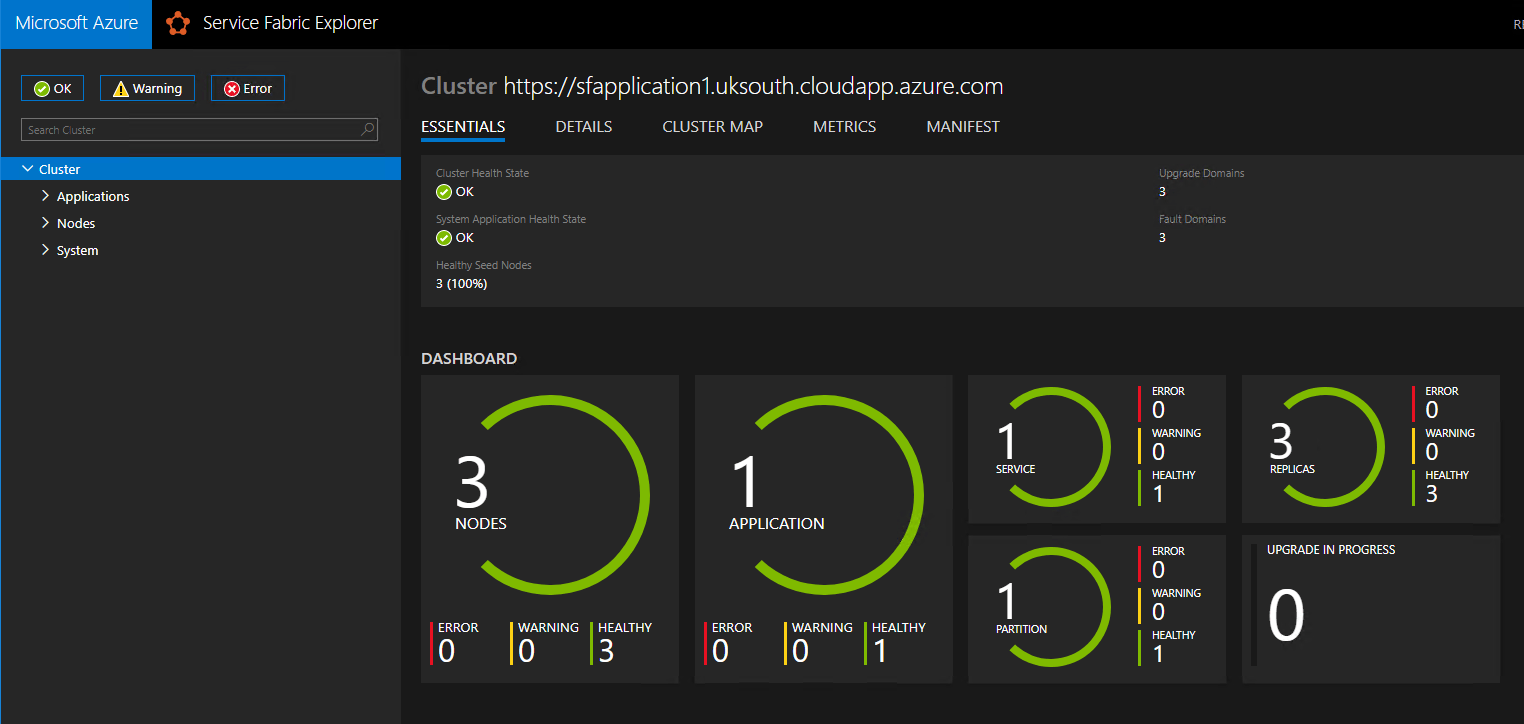 Microsoft Azure
Service Fabric Explorer
OK
Warning
Error
Search Cluster
Cluster
Applications
Nodes
System
Cluster https://sfapplication1.uksouth.cloudapp.azure.com
ESSENTIALS DETAILS CLUSTER MAP METRICS MANIFEST
Cluster Health State
OK
System Application Health State
OK
Healthy Seed Nodes
3 (100%)
Upgrade Domains
3
Fault Domains
3
DASHBOARD
3
NODES
ERROR
0
WARNING
0
HEALTHY
3
1
APPLICATION
ERROR
0
WARNING
0
HEALTHY
1
1
SERVICE
ERROR
0
WARNING
0
HEALTHY
1
3
REPLICAS
ERROR
0
WARNING
0
HEALTHY
3
1
PARTITION
ERROR
0
WARNING
0
HEALTHY
1
UPGRADE IN PROGRESS
0